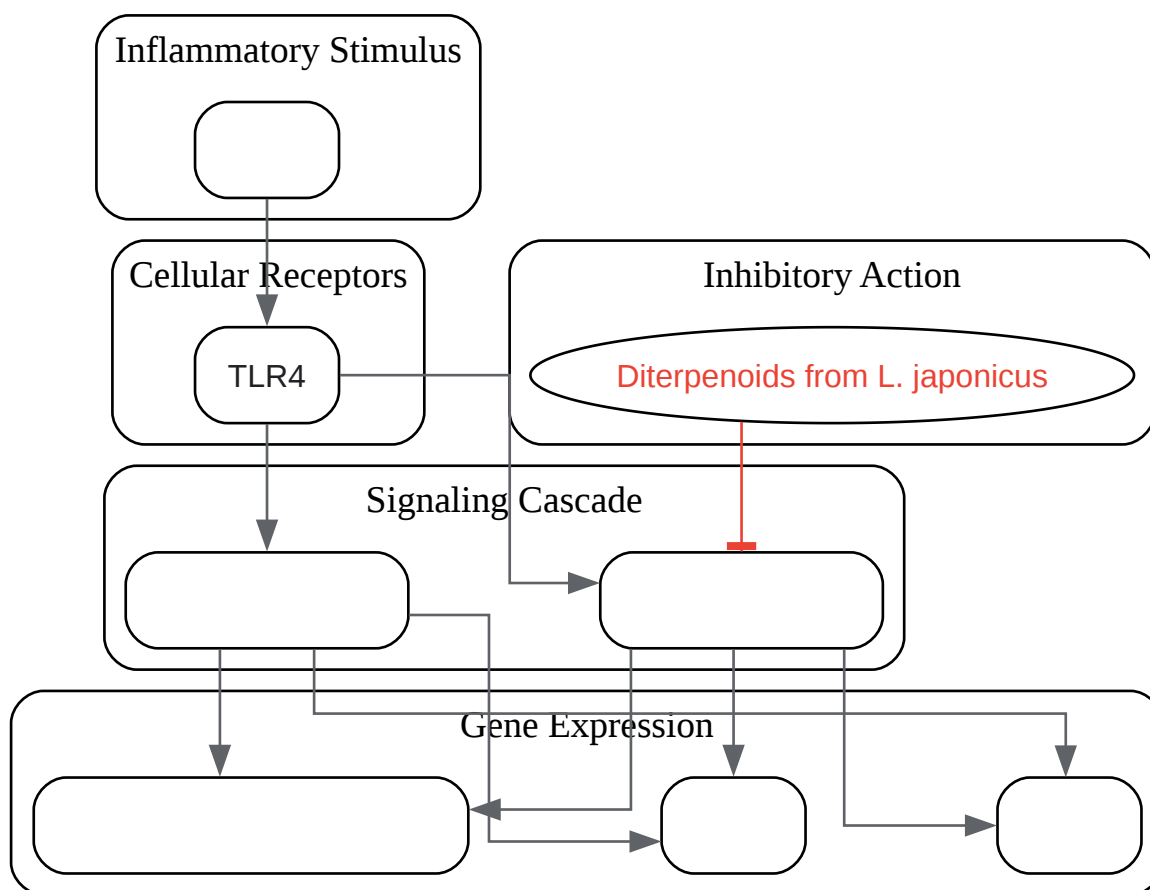 Inflammatory Stimulus
Cellular Receptors
TLR4
Inhibitory Action
Diterpenoids from L. japonicus
Signaling Cascade
Gene Expression